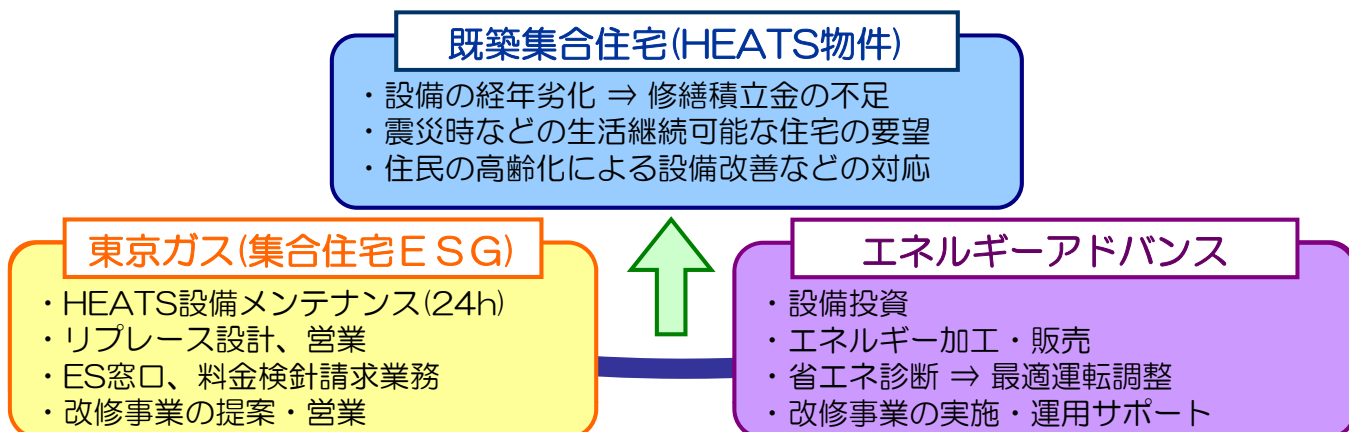 既築集合住宅(HEATS物件)
・設備の経年劣化 ⇒ 修繕積立金の不足
・震災時などの生活継続可能な住宅の要望
・住民の高齢化による設備改善などの対応
東京ガス(集合住宅ＥＳＧ)
・HEATS設備メンテナンス(24h)
・リプレース設計、営業
・ES窓口、料金検針請求業務
・改修事業の提案・営業
エネルギーアドバンス
・設備投資
・エネルギー加工・販売
・省エネ診断 ⇒ 最適運転調整
・改修事業の実施・運用サポート